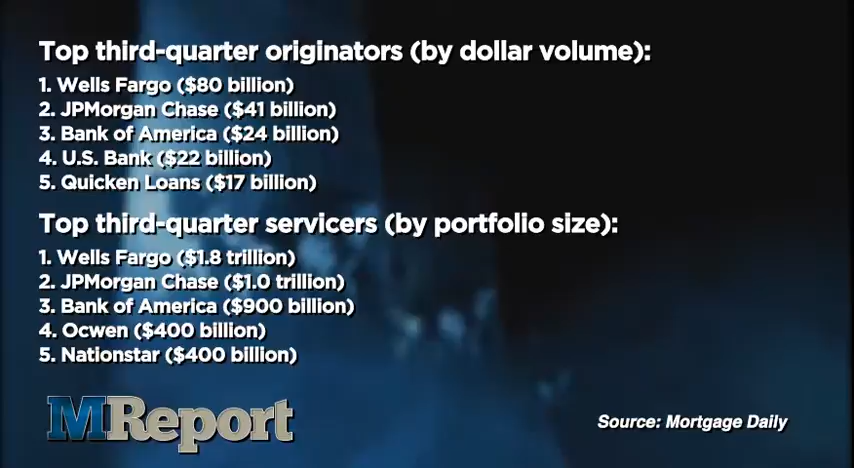 Top third-quarter originators (by dollar volume):
1. Wells Fargo ($80 billion)
2. JPMorgan Chase ($41 billion)
3. Bank of America ($24 billion)
4. U.S. Bank ($22 billion)
5. Quicken Loans ($17 billion)
Top third-quarter servicers (by portfolio size):
1. Wells Fargo ($1.8 trillion)
2. JPMorgan Chase ($1.0 trillion)
3. Bank of America ($900 billion)
4. Ocwen ($400 billion)
5. Nationstar ($400 billion)
MReport
Source: Mortgage Daily